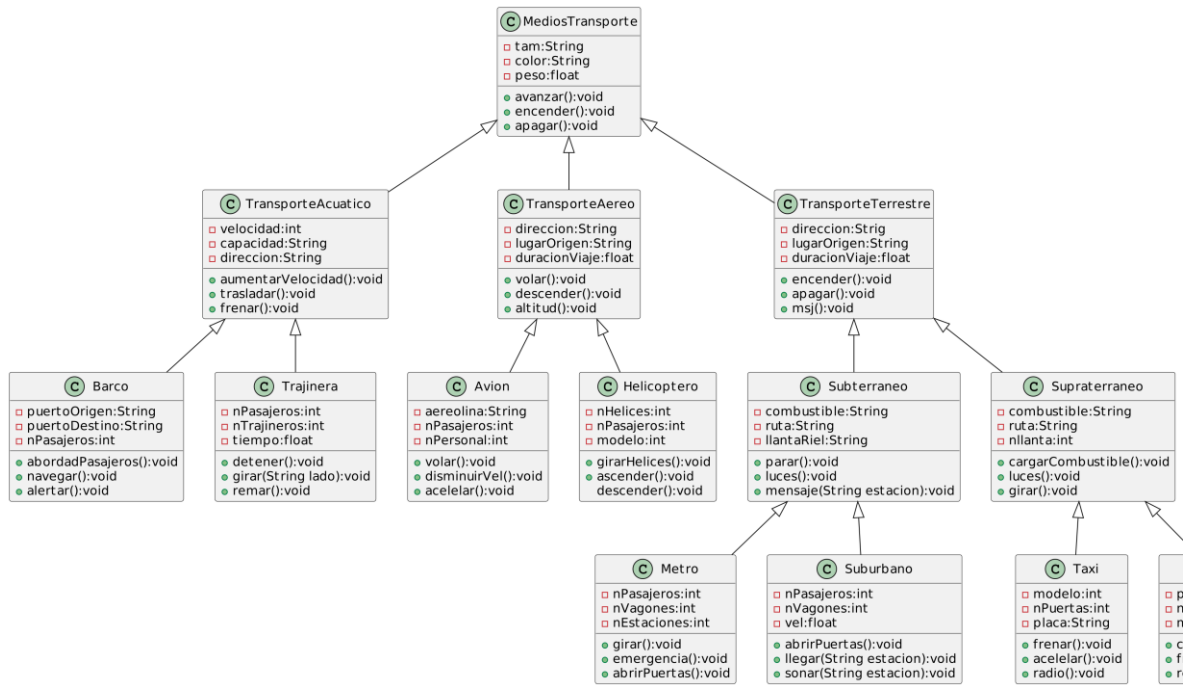 C MediosTransporte
tam:String
color:String
peso:float
avanzar():void
encender():void
apagar():void
C TransporteAcuatico
velocidad:int
capacidad:String
direccion:String
aumentarVelocidad():void
trasladar():void
frenar():void
C TransporteAereo
direccion:String
lugarOrigen:String
duracionViaje:float
volar():void
descender():void
altitud():void
C TransporteTerrestre
direccion:Strig
lugarOrigen:String
duracionViaje:float
encender():void
apagar():void
msj():void
C Barco
puertoOrigen:String
puertoDestino:String
nPasajeros:int
abordadPasajeros():void
navegar():void
alertar():void
C Trajinera
nPasajeros:int
nTrajineros:int
tiempo:float
detener():void
girar(String lado):void
remar():void
C Avion
aereolina:String
nPasajeros:int
nPersonal:int
volar():void
disminuirVel():void
acelelar():void
C Helicoptero
nHelices:int
nPasajeros:int
modelo:int
girarHelices():void
ascender():void
descender():void
C Subterraneo
combustible:String
ruta:String
llantaRiel:String
parar():void
luces():void
mensaje(String estacion):void
C Supraterraneo
combustible:String
ruta:String
nllanta:int
cargarCombustible():void
luces():void
girar():void
C Metro
nPasajeros:int
nVagones:int
nEstaciones:int
girar():void
emergencia():void
abrirPuertas():void
C Suburbano
nPasajeros:int
nVagones:int
vel:float
abrirPuertas():void
llegar(String estacion):void
sonar(String estacion):void
C Taxi
modelo:int
nPuertas:int
placa:String
frenar():void
acelelar():void
radio():void